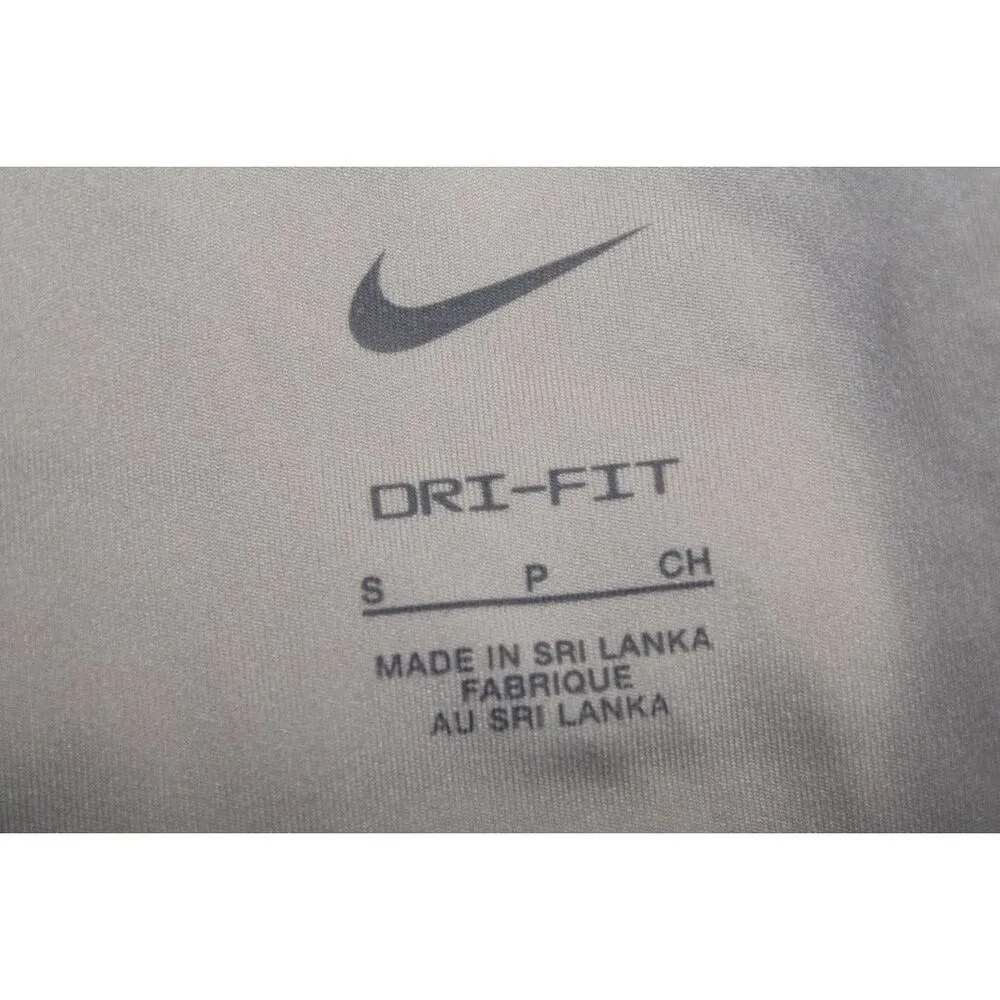 DRI-FIT
S P CH
MADE IN SRI LANKA
FABRIQUE
AU SRI LANKA